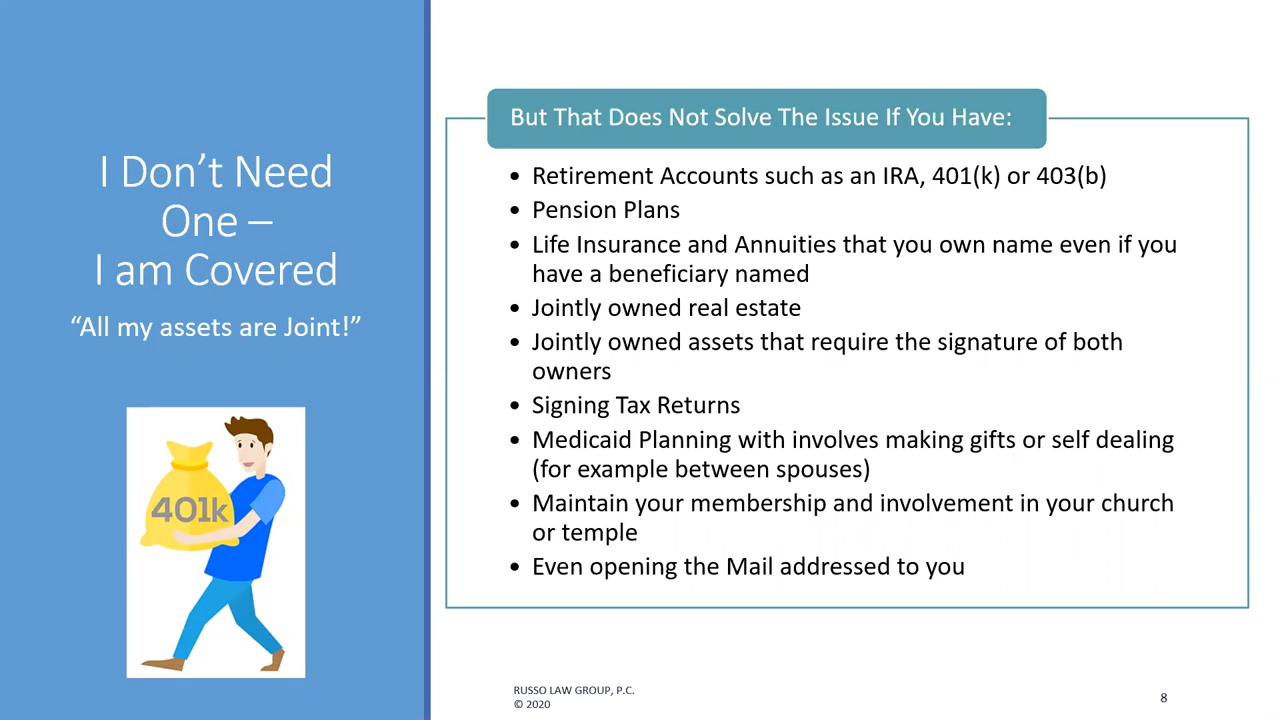 I Don’t Need
One –
I am Covered
“All my assets are Joint!”
401k
But That Does Not Solve The Issue If You Have:
• Retirement Accounts such as an IRA, 401(k) or 403(b)
• Pension Plans
• Life Insurance and Annuities that you own name even if you
have a beneficiary named
• Jointly owned real estate
• Jointly owned assets that require the signature of both
owners
• Signing Tax Returns
• Medicaid Planning with involves making gifts or self dealing
(for example between spouses)
• Maintain your membership and involvement in your church
or temple
• Even opening the Mail addressed to you
RUSSO LAW GROUP, P.C.
© 2020
8